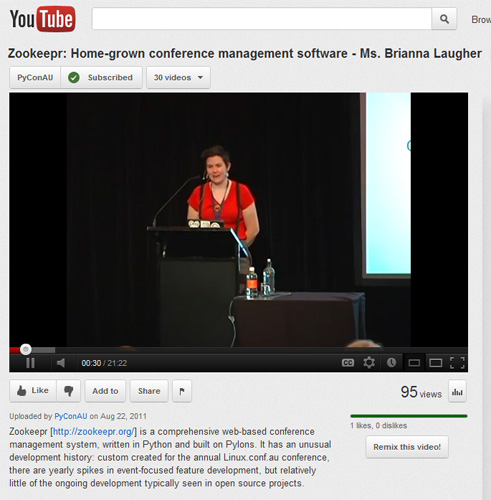 YouTube
Brow
Zookeepr: Home-grown conference management software - Ms. Brianna Laugher
PyConAU Subscribed 30 videos
00:30 / 21:22 CC
Like Add to Share 95 views
Uploaded by PyConAU on Aug 22, 2011
1 likes, 0 dislikes
Remix this video!
Zookeepr [http://zookeepr.org/] is a comprehensive web-based conference
management system, written in Python and built on Pylons. It has an unusual
development history: custom created for the annual Linux.conf.au conference,
there are yearly spikes in event-focused feature development, but relatively
little of the ongoing development typically seen in open source projects.